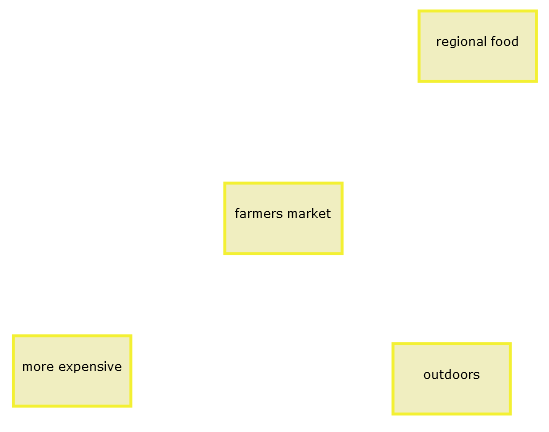 regional food
farmers market
more expensive
outdoors